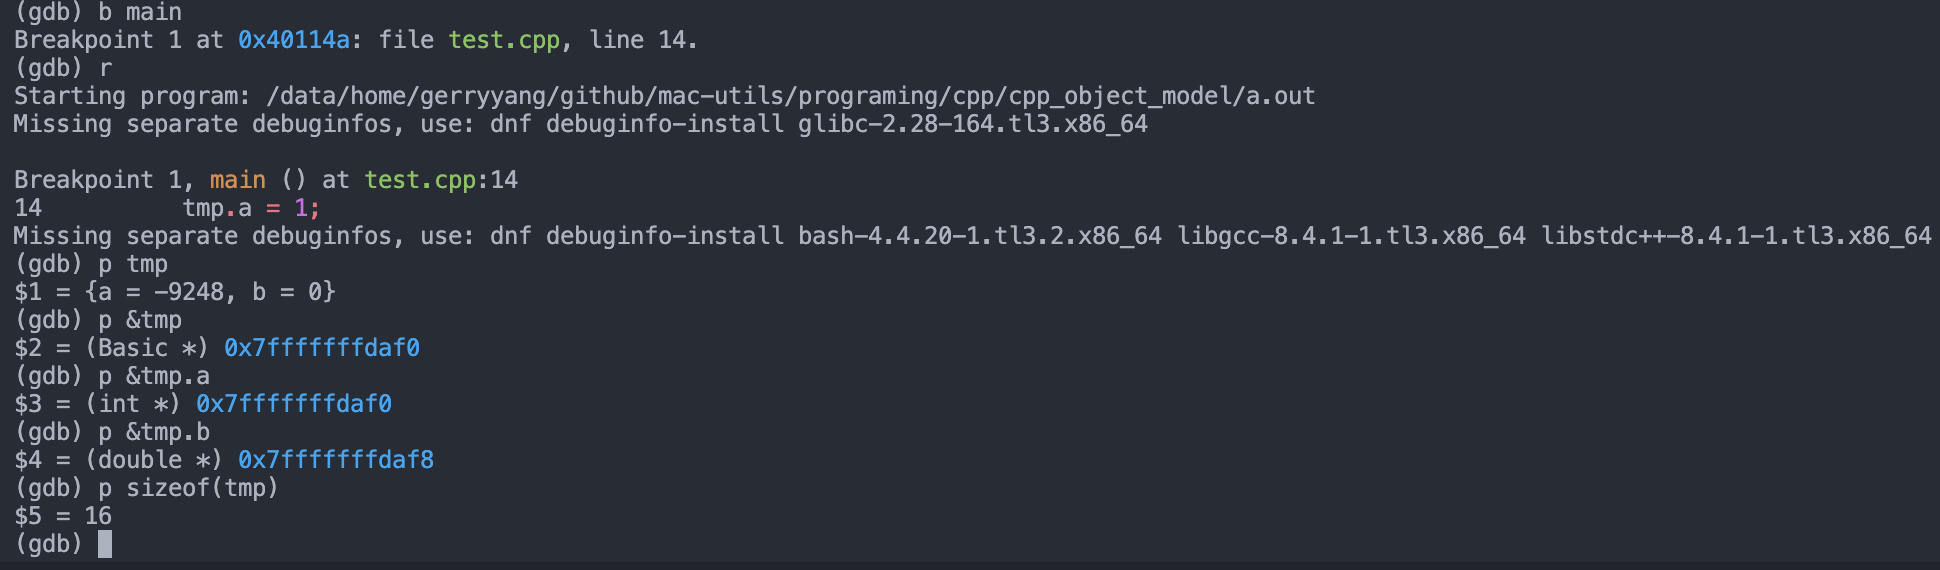 (gdb) b main
Breakpoint 1 at 0x40114a: file test.cpp, line 14.
(gdb) r
Starting program: /data/home/gerryyang/github/mac-utils/programing/cpp/cpp_object_model/a.out
Missing separate debuginfos, use: dnf debuginfo-install glibc-2.28-164.tl3.x86_64

Breakpoint 1, main () at test.cpp:14
14          tmp.a = 1;
Missing separate debuginfos, use: dnf debuginfo-install bash-4.4.20-1.tl3.2.x86_64 libgcc-8.4.1-1.tl3.x86_64 libstdc++-8.4.1-1.tl3.x86_64
(gdb) p tmp
$1 = {a = -9248, b = 0}
(gdb) p &tmp
$2 = (Basic *) 0x7fffffffdaf0
(gdb) p &tmp.a
$3 = (int *) 0x7fffffffdaf0
(gdb) p &tmp.b
$4 = (double *) 0x7fffffffdaf8
(gdb) p sizeof(tmp)
$5 = 16
(gdb)